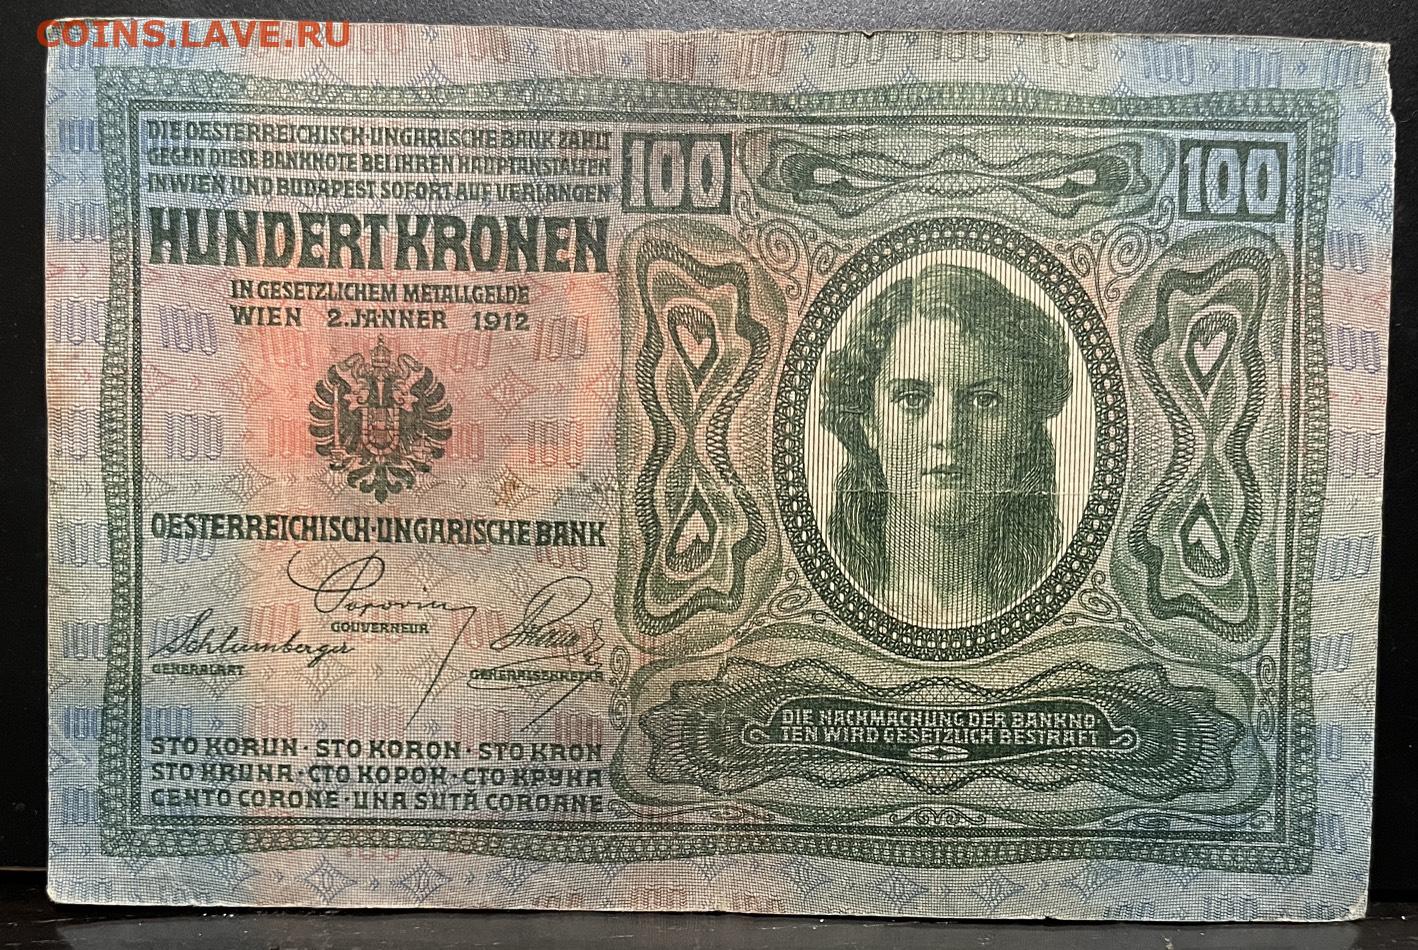 COINS.LAVE.RU
DIE OESTERREICHISCH-UNGARISCHE BANK ZAHLT
GEGEN DIESE BANKNOTE BEI IHREN HAUPTANSTALTEN
IN WIEN UND BUDAPEST SOFORT AUF VERLANGEN
HUNDERT KRONEN
IN GESETZLICHEM METALLGELDE
WIEN 2. JÄNNER 1912
100
100
OESTERREICHISCH-UNGARISCHE BANK
Popovics
GOUVERNEUR
Schlumberger
GENERALRAT
GENERALSEKRETÄR
STO KORUN · STO KORON · STO KRON
STO KRUNA · СТО КОРОН · СТО КРУНА
CENTO CORONE · UNA SUTĂ COROANE
DIE NACHMACHUNG DER BANKNO-
TEN WIRD GESETZLICH BESTRAFT